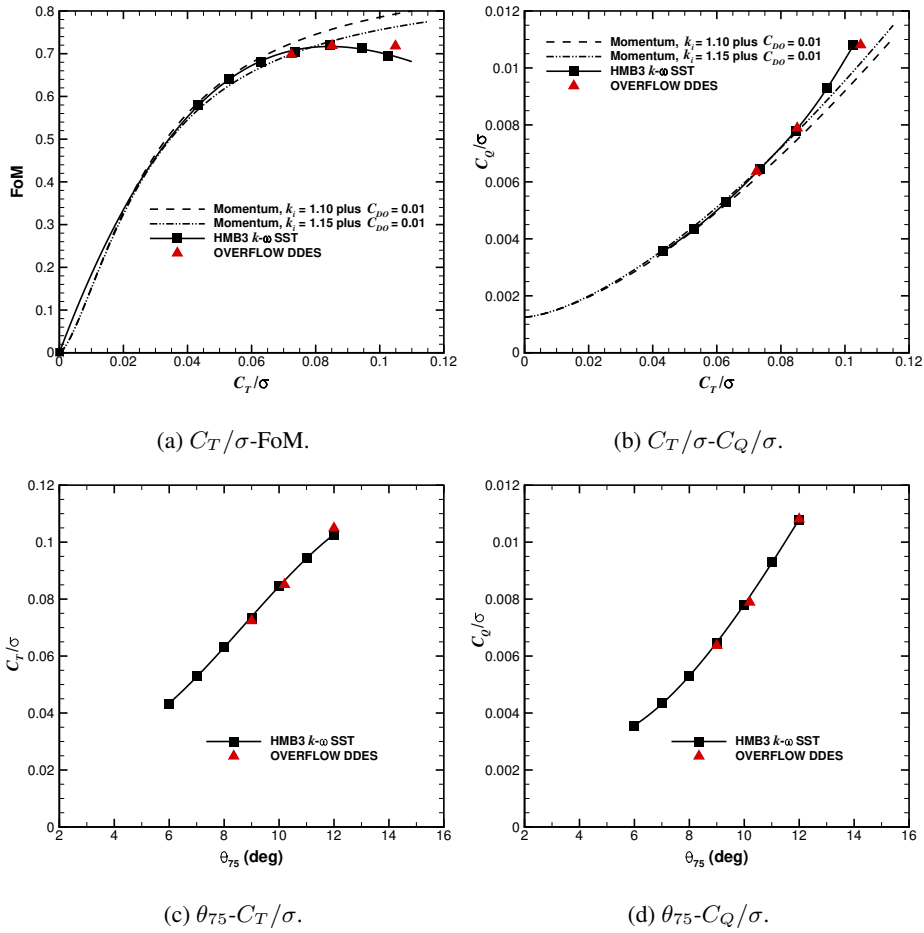 0.8
0.7
0.6
0.5
0.4
0.3
0.2
0.1
0
FoM
Momentum, k_i = 1.10 plus C_DO = 0.01
Momentum, k_i = 1.15 plus C_DO = 0.01
HMB3 k-ω SST
OVERFLOW DDES
0 0.02 0.04 0.06 0.08 0.1 0.12
C_T/σ
(a) C_T/σ-FoM.
0.012
0.01
0.008
0.006
0.004
0.002
0
C_Q/σ
Momentum, k_i = 1.10 plus C_DO = 0.01
Momentum, k_i = 1.15 plus C_DO = 0.01
HMB3 k-ω SST
OVERFLOW DDES
0 0.02 0.04 0.06 0.08 0.1 0.12
C_T/σ
(b) C_T/σ-C_Q/σ.
0.12
0.1
0.08
0.06
0.04
0.02
0
C_T/σ
HMB3 k-ω SST
OVERFLOW DDES
2 4 6 8 10 12 14 16
θ_75 (deg)
(c) θ_75-C_T/σ.
0.012
0.01
0.008
0.006
0.004
0.002
0
C_Q/σ
HMB3 k-ω SST
OVERFLOW DDES
2 4 6 8 10 12 14 16
θ_75 (deg)
(d) θ_75-C_Q/σ.